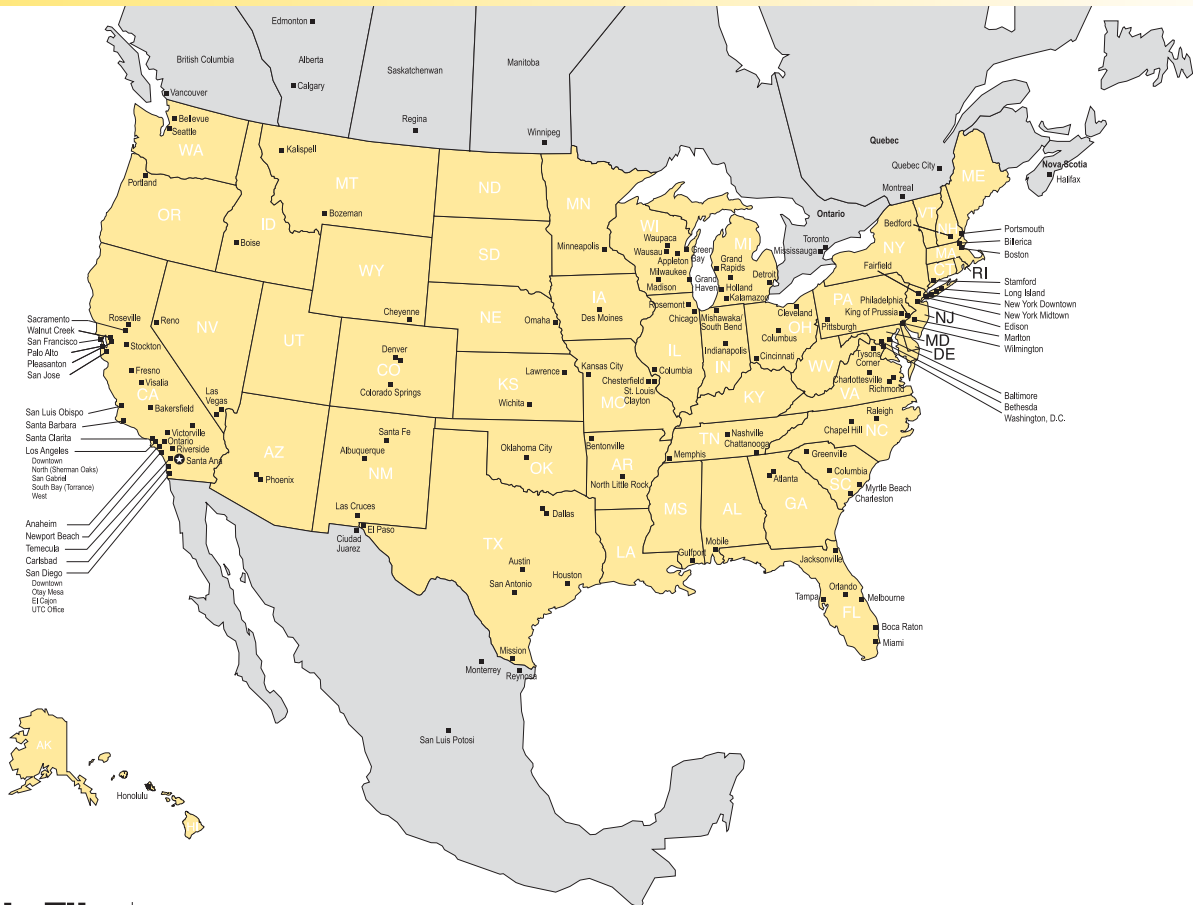 Edmonton
British Columbia
Alberta
Saskatchenwan
Manitoba
Calgary
Vancouver
Regina
Winnipeg
Quebec
Quebec City
Nova Scotia
Halifax
Montreal
Ontario
Toronto
Mississauga
Bellevue
Seattle
WA
Kalispell
MT
ND
MN
ME
Portland
OR
ID
Bozeman
Boise
WY
SD
Minneapolis
WI
Waupaca
Wausau
Appleton
Green
Bay
Milwaukee
Madison
MI
Grand
Rapids
Grand
Haven
Holland
Kalamazoo
Detroit
VT
NH
Bedford
NY
MA
CT
Fairfield
Portsmouth
Billerica
Boston
RI
Stamford
Long Island
New York Downtown
New York Midtown
Edison
Marlton
Wilmington
NJ
MD
DE
PA
Philadelphia
King of Prussia
Pittsburgh
Tysons
Corner
Charlottesville
Richmond
VA
WV
Baltimore
Bethesda
Washington, D.C.
Cheyenne
NE
Omaha
IA
Des Moines
Rosemont
Chicago
Mishawaka/
South Bend
Cleveland
OH
Columbus
Cincinnati
Indianapolis
IN
IL
Sacramento
Walnut Creek
San Francisco
Palo Alto
Pleasanton
San Jose
Roseville
Reno
Stockton
NV
UT
Denver
CO
Colorado Springs
Lawrence
KS
Wichita
Kansas City
Columbia
Chesterfield
St. Louis/
Clayton
MO
KY
Fresno
Visalia
CA
Bakersfield
Las
Vegas
San Luis Obispo
Santa Barbara
Santa Clarita
Los Angeles
Downtown
North (Sherman Oaks)
San Gabriel
South Bay (Torrance)
West
Victorville
Ontario
Riverside
Santa Ana
Anaheim
Newport Beach
Temecula
Carlsbad
San Diego
Downtown
Otay Mesa
El Cajon
UTC Office
AZ
Phoenix
Santa Fe
Albuquerque
NM
Las Cruces
El Paso
Ciudad
Juarez
Oklahoma City
OK
Bentonville
AR
North Little Rock
TN
Nashville
Chattanooga
Memphis
Raleigh
Chapel Hill
NC
Greenville
Columbia
SC
Myrtle Beach
Charleston
Atlanta
GA
AL
MS
LA
Dallas
TX
Austin
San Antonio
Houston
Mobile
Gulfport
Jacksonville
Orlando
Tampa
Melbourne
FL
Boca Raton
Miami
Mission
Monterrey
Reynosa
San Luis Potosi
AK
Honolulu
HI